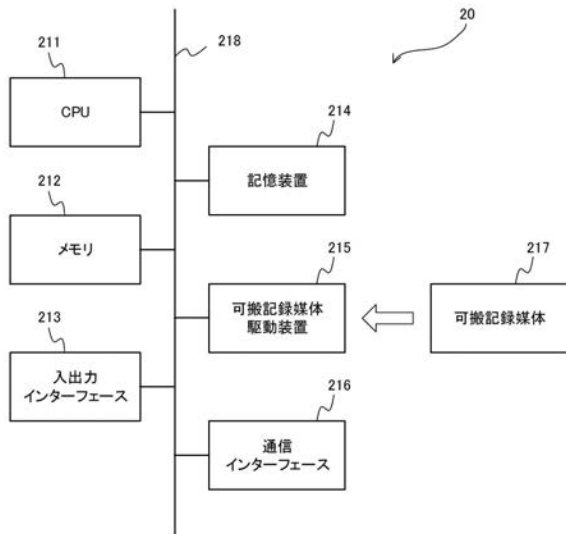 20
211
218
CPU
214
記憶装置
212
メモリ
215
217
可搬記録媒体
駆動装置
可搬記録媒体
213
入出力
インターフェース
216
通信
インターフェース